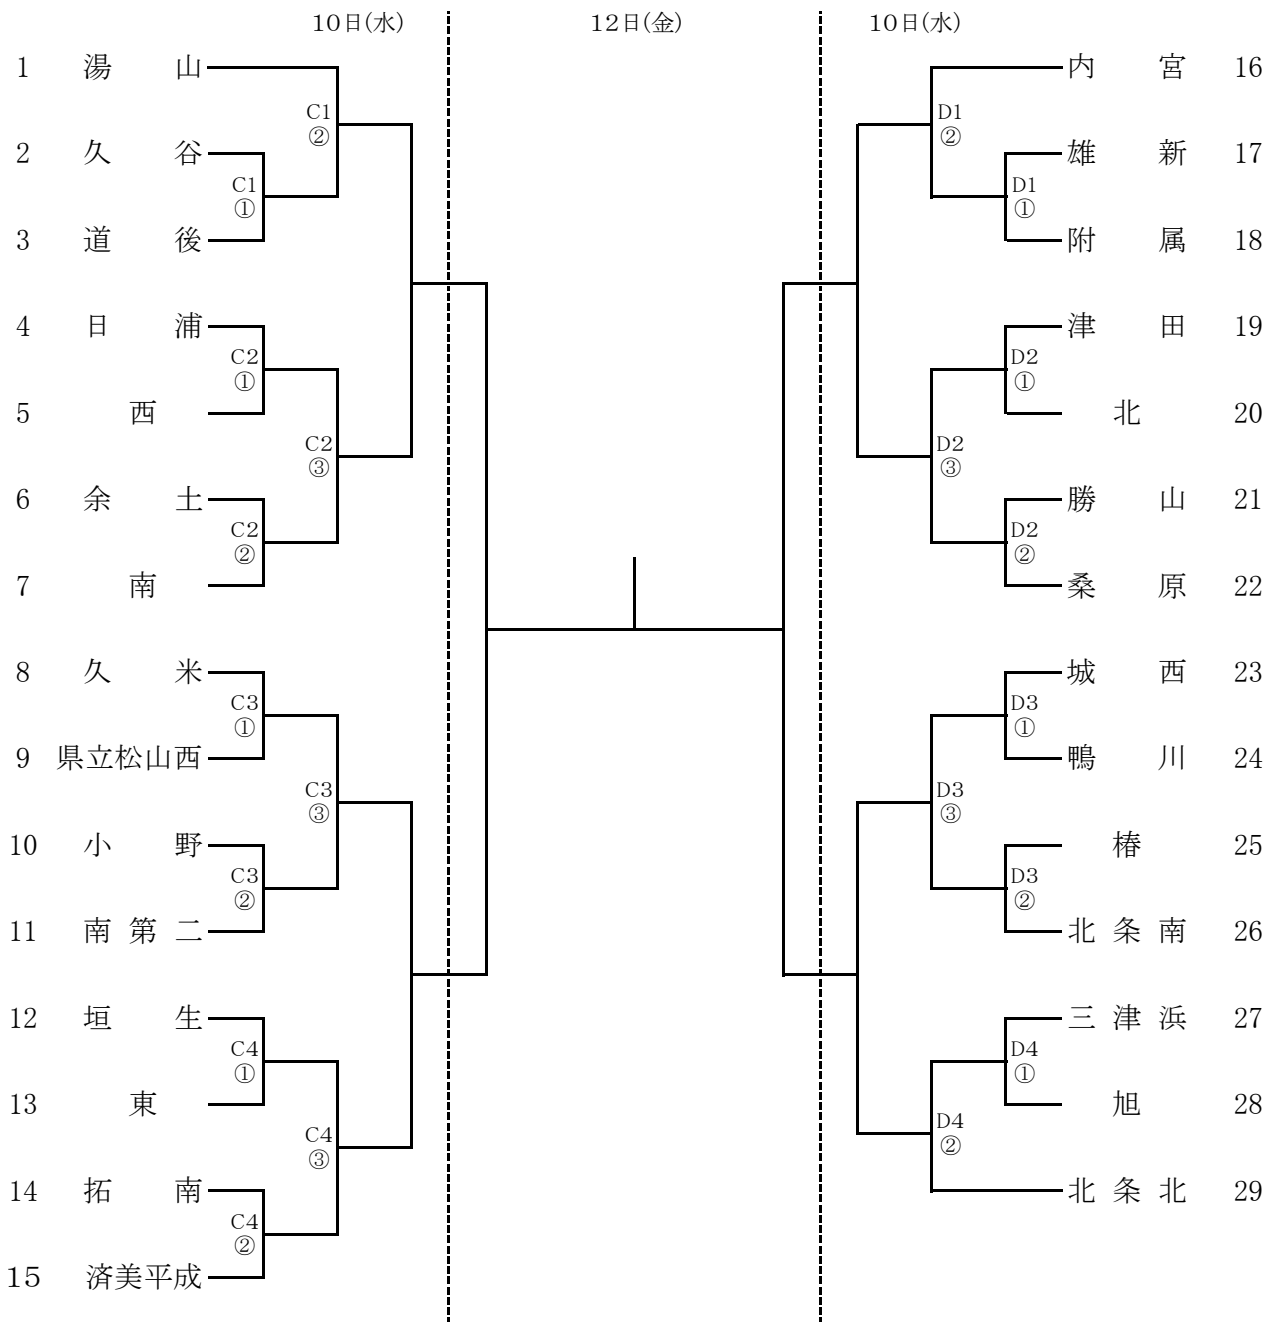 10日(水) 12日(金) 10日(水)
1 湯山 内宮 16
C1 ② D1 ②
2 久谷 雄新 17
C1 ① D1 ①
3 道後 附属 18
4 日浦 津田 19
C2 ① D2 ①
5 西 北 20
C2 ③ D2 ③
6 余土 勝山 21
C2 ② D2 ②
7 南 桑原 22
8 久米 城西 23
C3 ① D3 ①
9 県立松山西 鴨川 24
C3 ③ D3 ③
10 小野 椿 25
C3 ② D3 ②
11 南第二 北条南 26
12 垣生 三津浜 27
C4 ① D4 ①
13 東 旭 28
C4 ③ D4 ②
14 拓南 北条北 29
C4 ②
15 済美平成